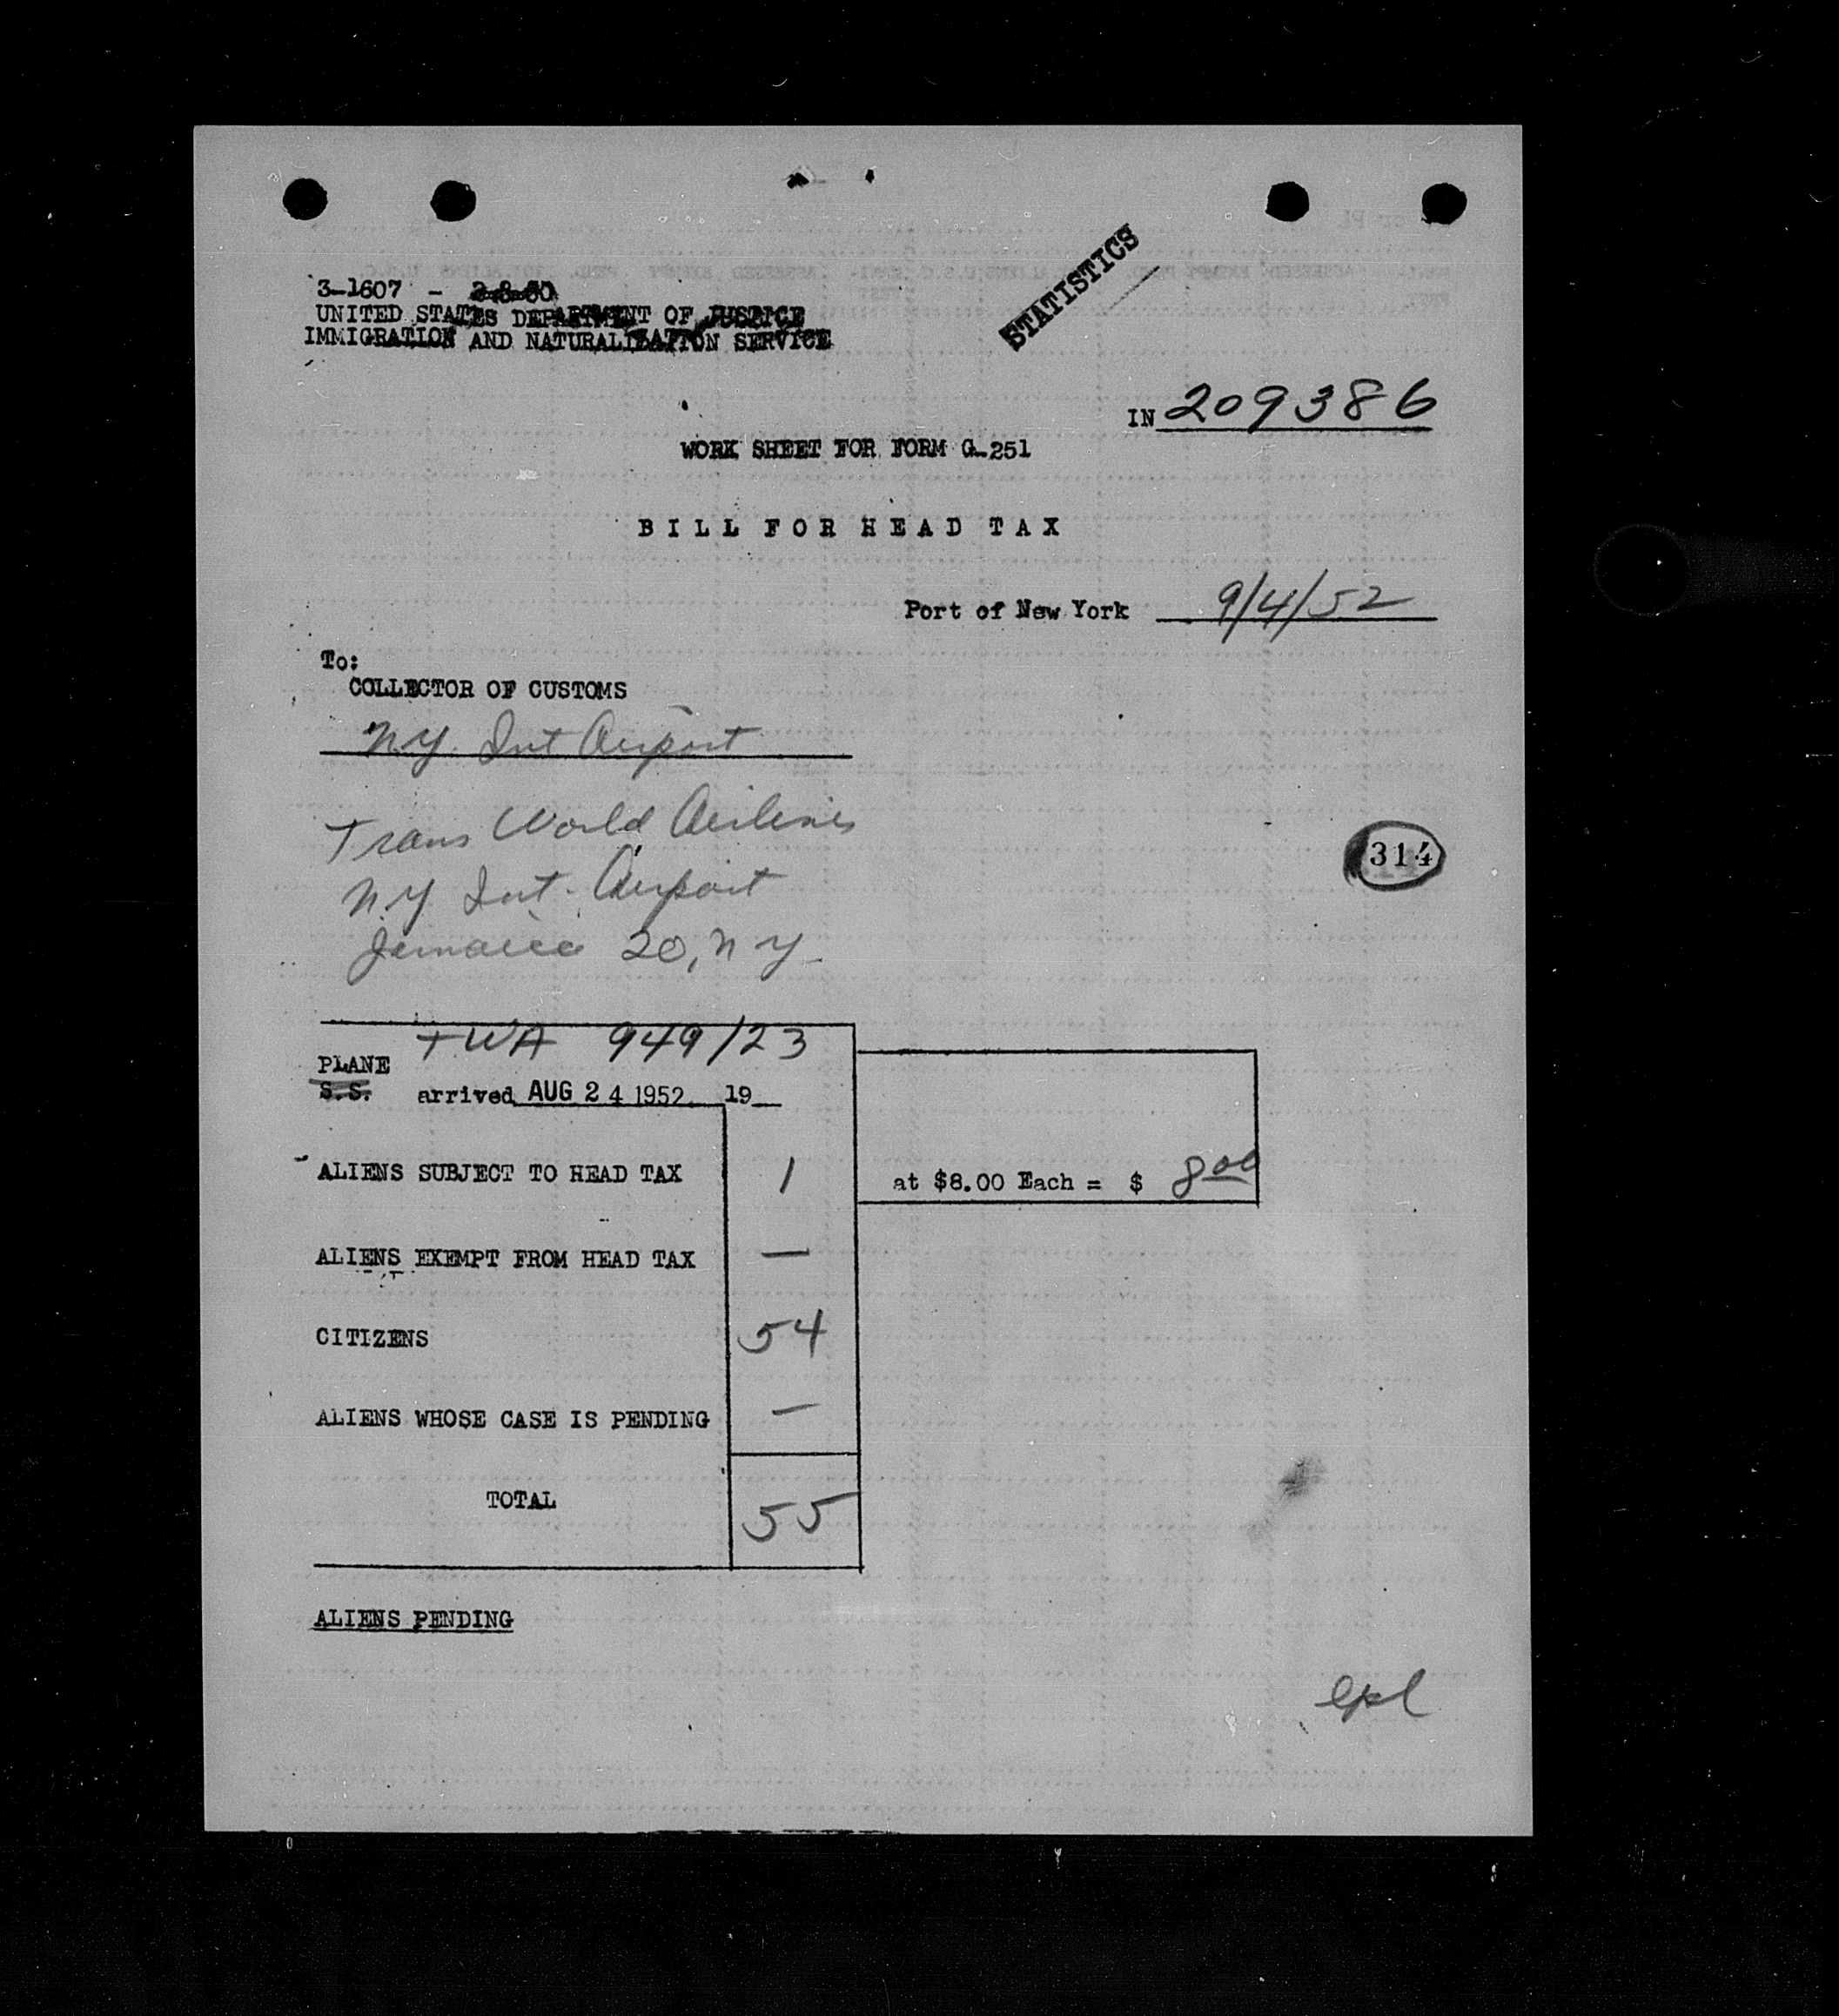 STATISTICS
3-1607 - 2-8-50
UNITED STATES DEPARTMENT OF JUSTICE
IMMIGRATION AND NATURALIZATION SERVICE
IN 209386
WORK SHEET FOR FORM G-251
BILL FOR HEAD TAX
Port of New York 9/4/52
To:
COLLECTOR OF CUSTOMS
N.Y. Int Airport
Trans World Airlines
314
N.Y Int. Airport
Jamaica 20, N Y.
TWA 949/23
PLANE
S.S. arrived AUG 24 1952 19
ALIENS SUBJECT TO HEAD TAX 1 at $8.00 Each = $ 8.00
ALIENS EXEMPT FROM HEAD TAX —
CITIZENS 54
ALIENS WHOSE CASE IS PENDING —
TOTAL 55
ALIENS PENDING